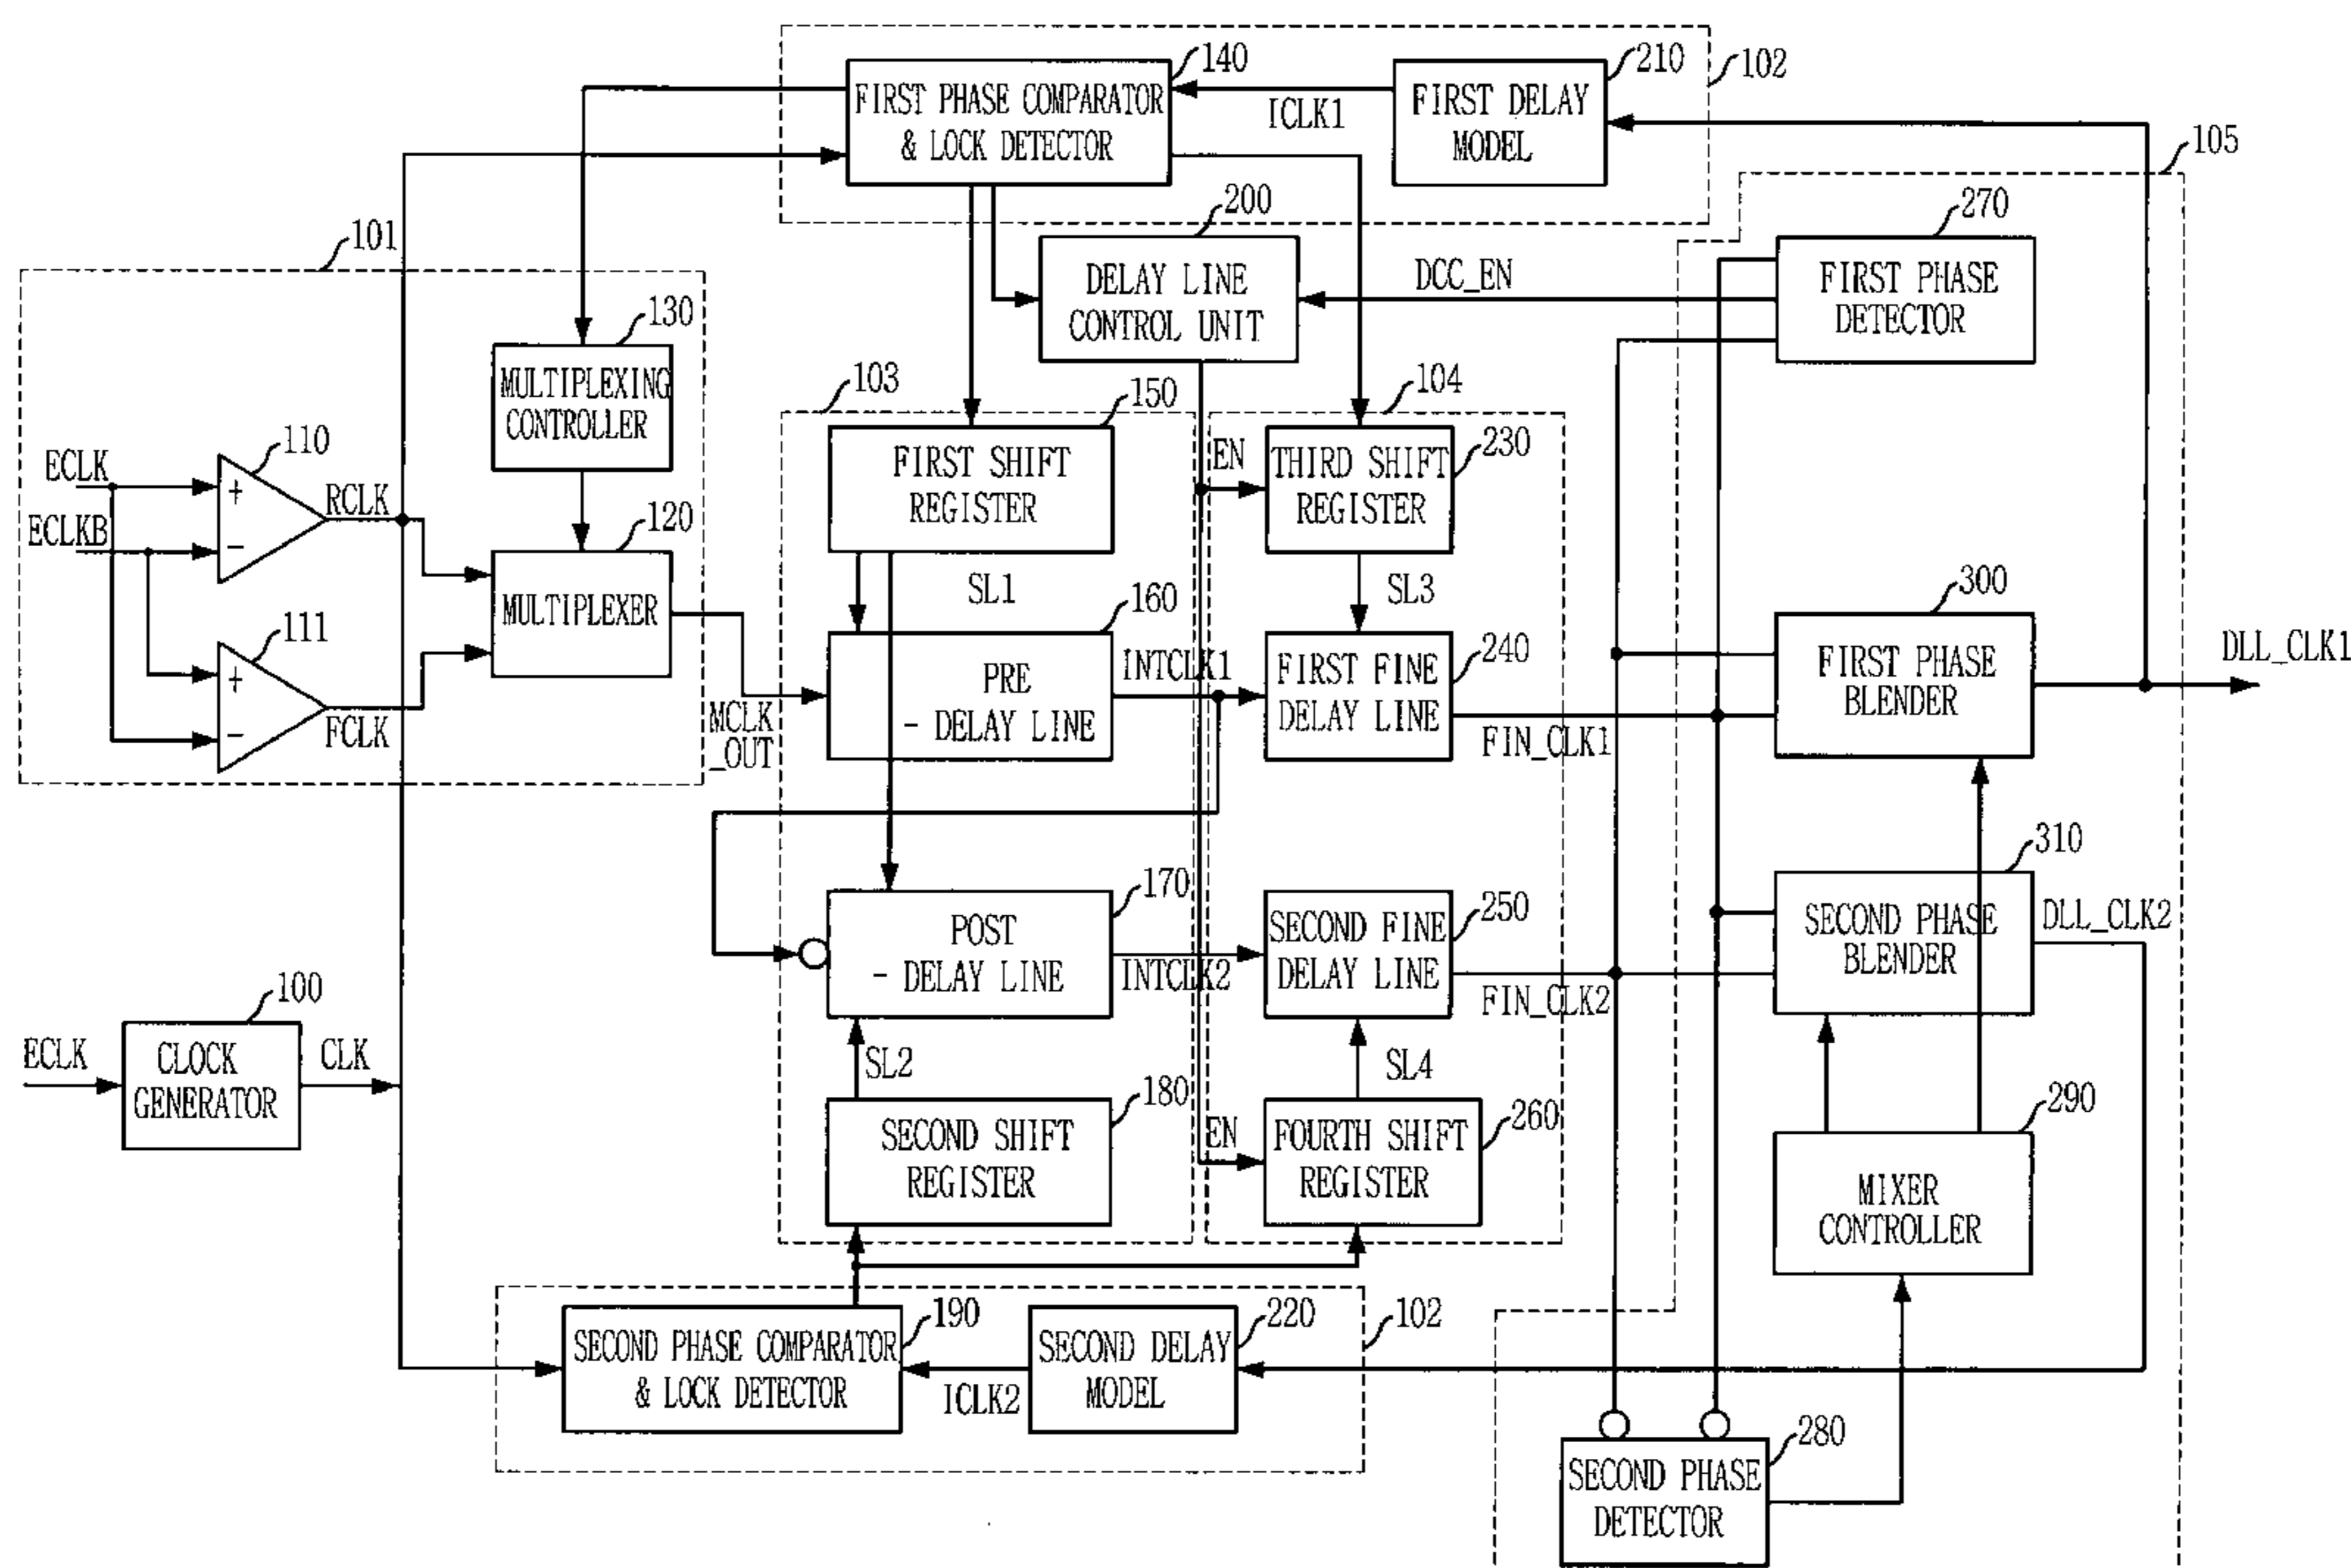 140
FIRST PHASE COMPARATOR
& LOCK DETECTOR
ICLK1
210
FIRST DELAY
MODEL
102
105
101
200
DELAY LINE
CONTROL UNIT
DCC_EN
270
FIRST PHASE
DETECTOR
130
MULTIPLEXING
CONTROLLER
103
150
FIRST SHIFT
REGISTER
104
EN
THIRD SHIFT
REGISTER
230
ECLK
ECLKB
110
+
-
RCLK
120
MULTIPLEXER
111
+
-
FCLK
MCLK
_OUT
SL1
160
PRE
- DELAY LINE
INTCLK1
SL3
FIRST FINE
DELAY LINE
240
FIN_CLK1
300
FIRST PHASE
BLENDER
DLL_CLK1
170
POST
- DELAY LINE
INTCLK2
SECOND FINE
DELAY LINE
250
FIN_CLK2
310
SECOND PHASE
BLENDER
DLL_CLK2
ECLK
100
CLOCK
GENERATOR
CLK
SL2
180
SECOND SHIFT
REGISTER
SL4
EN
FOURTH SHIFT
REGISTER
260
290
MIXER
CONTROLLER
190
SECOND PHASE COMPARATOR
& LOCK DETECTOR
ICLK2
220
SECOND DELAY
MODEL
102
280
SECOND PHASE
DETECTOR